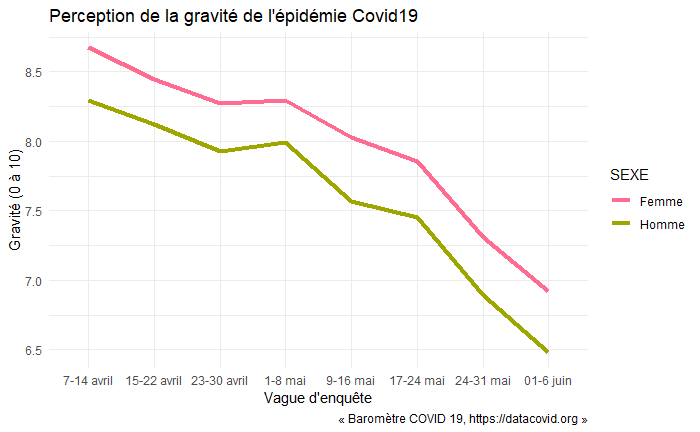 Perception de la gravité de l'épidémie Covid19
Gravité (0 à 10)
8.5
8.0
7.5
7.0
6.5
7-14 avril 15-22 avril 23-30 avril 1-8 mai 9-16 mai 17-24 mai 24-31 mai 01-6 juin
Vague d'enquête
SEXE
Femme
Homme
« Baromètre COVID 19, https://datacovid.org »